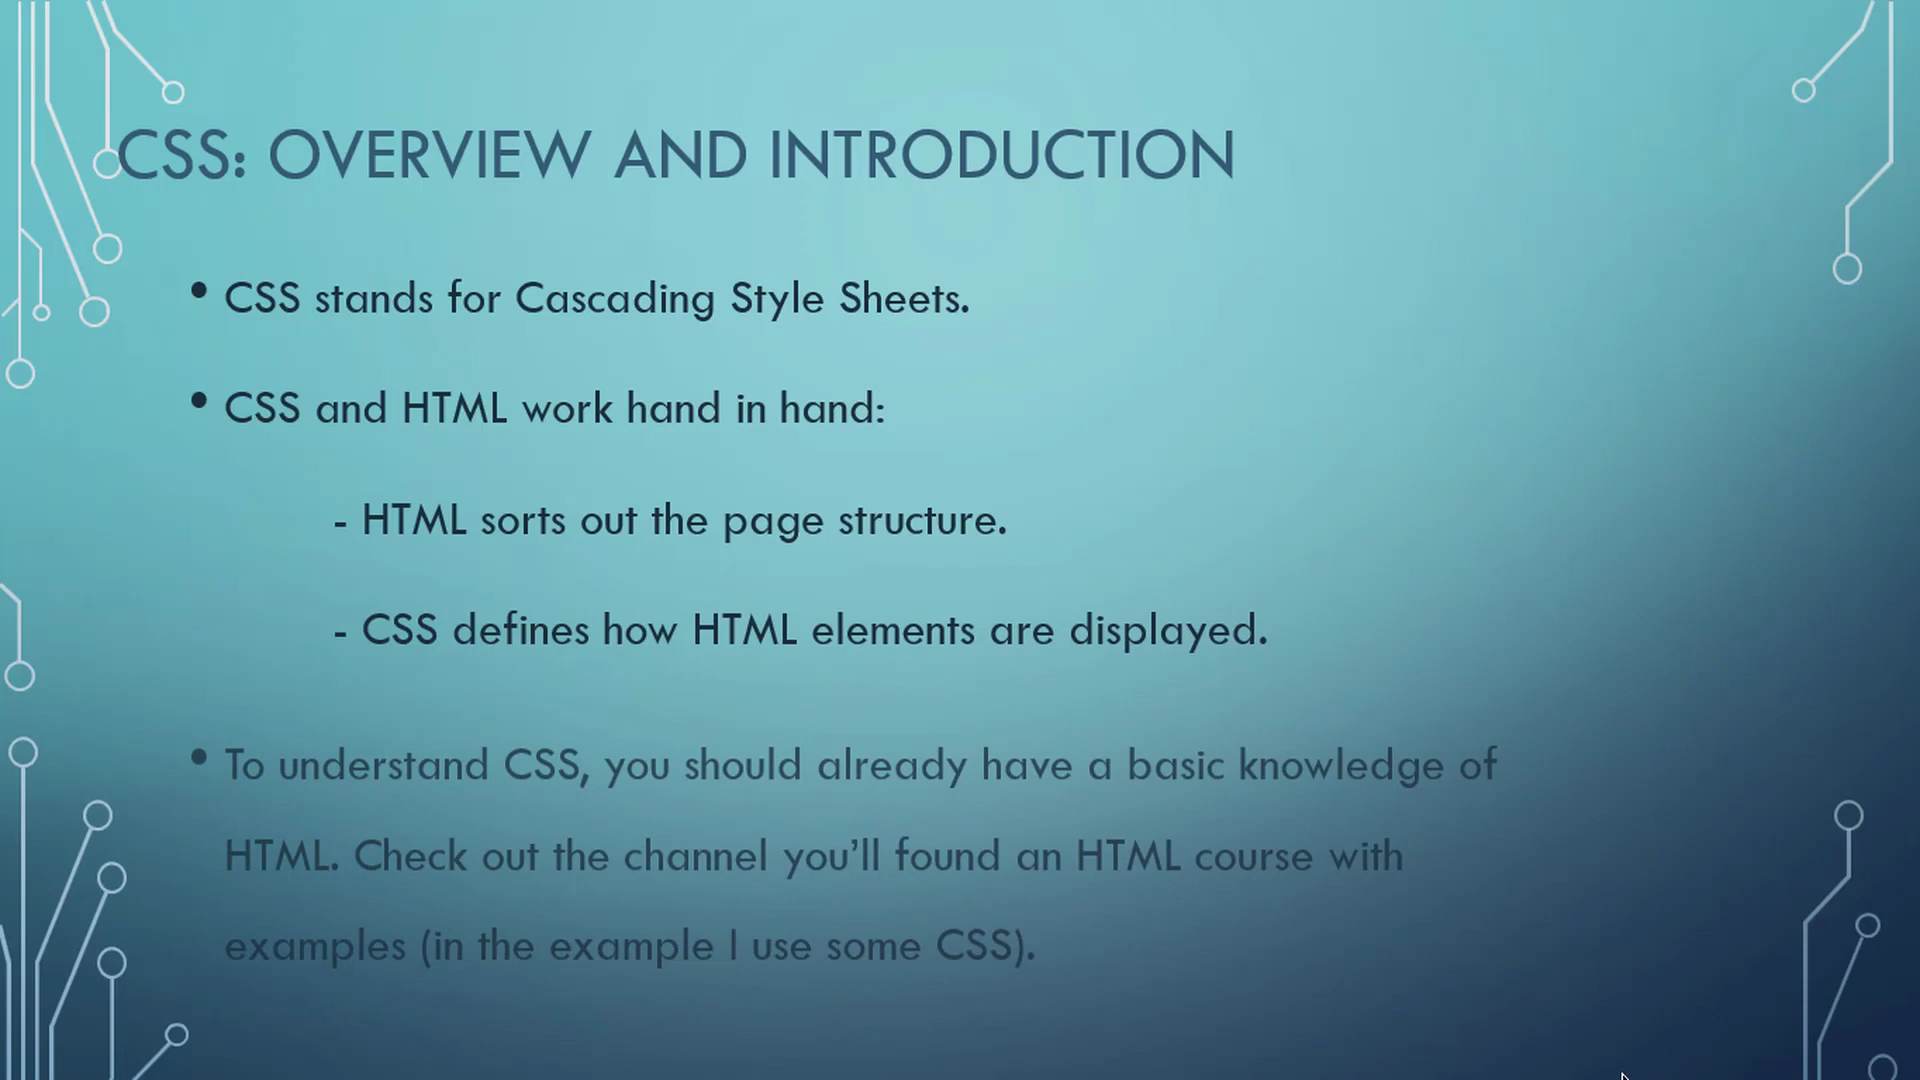 CSS: OVERVIEW AND INTRODUCTION
• CSS stands for Cascading Style Sheets.
• CSS and HTML work hand in hand:
- HTML sorts out the page structure.
- CSS defines how HTML elements are displayed.
• To understand CSS, you should already have a basic knowledge of
HTML. Check out the channel you’ll found an HTML course with
examples (in the example I use some CSS).